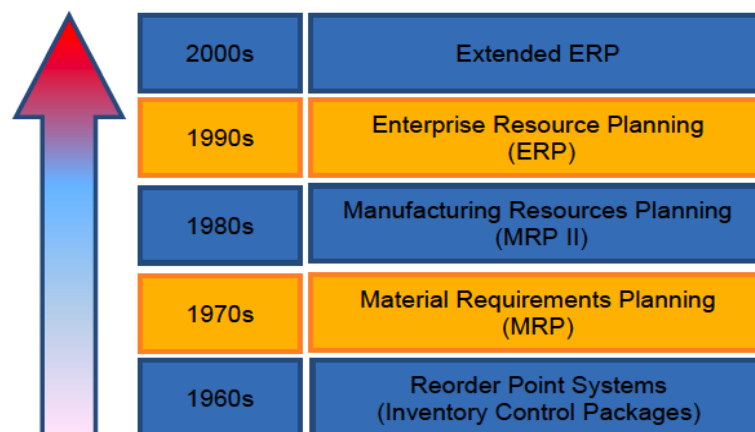 2000s
Extended ERP
1990s
Enterprise Resource Planning
(ERP)
1980s
Manufacturing Resources Planning
(MRP II)
1970s
Material Requirements Planning
(MRP)
1960s
Reorder Point Systems
(Inventory Control Packages)